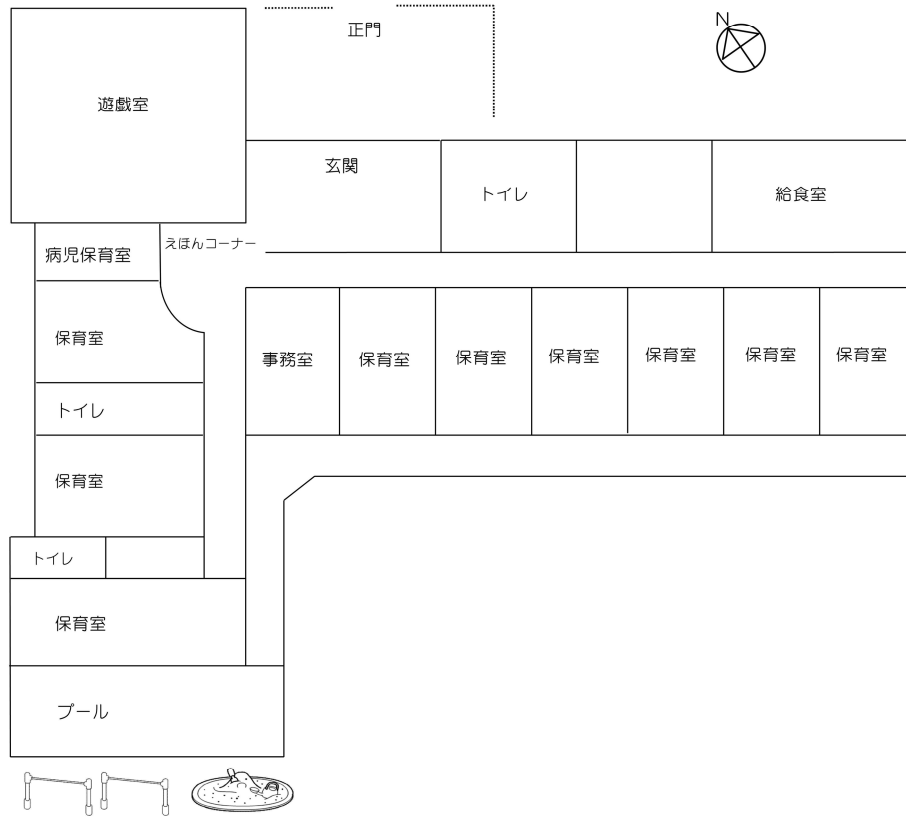 正門
N
遊戯室
玄関
トイレ
給食室
えほんコーナー
病児保育室
保育室
事務室
保育室
保育室
保育室
保育室
保育室
保育室
トイレ
保育室
トイレ
保育室
プール